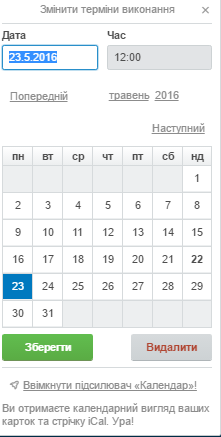 Змінити терміни виконання ×
Дата Час
23.5.2016 12:00
Попередній травень 2016
Наступний
пн вт ср чт пт сб нд
1
2 3 4 5 6 7 8
9 10 11 12 13 14 15
16 17 18 19 20 21 22
23 24 25 26 27 28 29
30 31
Зберегти Видалити
Ввімкнути підсилювач «Календар»!
Ви отримаєте календарний вигляд ваших
карток та стрічку iCal. Ура!